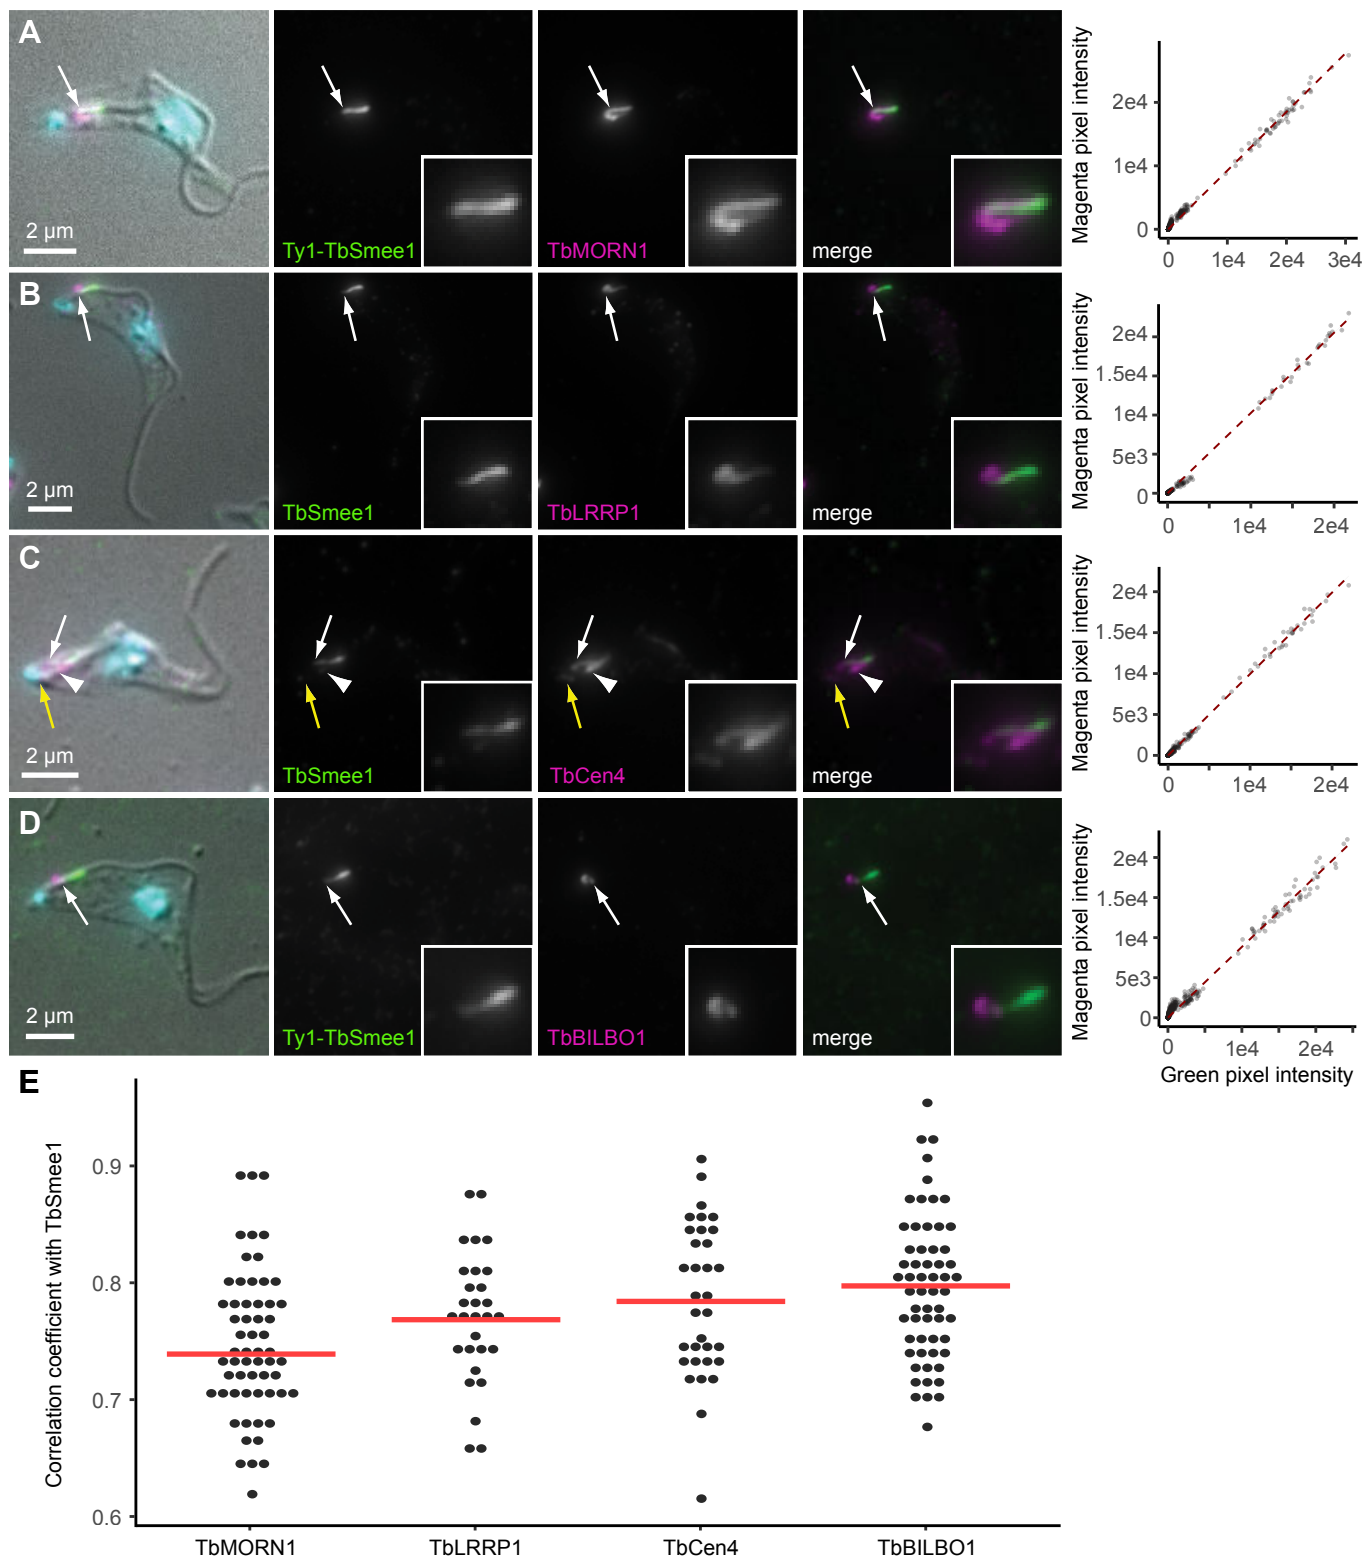 A
2 µm
Ty1-TbSmee1
TbMORN1
merge
Magenta pixel intensity
2e4
1e4
0
0 1e4 2e4 3e4
B
2 µm
TbSmee1
TbLRRP1
merge
Magenta pixel intensity
2e4
1.5e4
1e4
5e3
0
0 1e4 2e4
C
2 µm
TbSmee1
TbCen4
merge
Magenta pixel intensity
2e4
1.5e4
1e4
5e3
0
0 1e4 2e4
D
2 µm
Ty1-TbSmee1
TbBILBO1
merge
Magenta pixel intensity
2e4
1.5e4
1e4
5e3
0
0 1e4 2e4
Green pixel intensity
E
Correlation coefficient with TbSmee1
0.9
0.8
0.7
0.6
TbMORN1 TbLRRP1 TbCen4 TbBILBO1